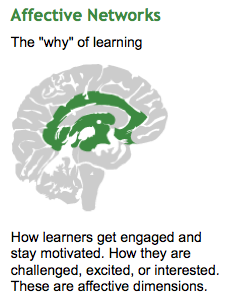 Affective Networks
The "why" of learning
How learners get engaged and
stay motivated. How they are
challenged, excited, or interested.
These are affective dimensions.